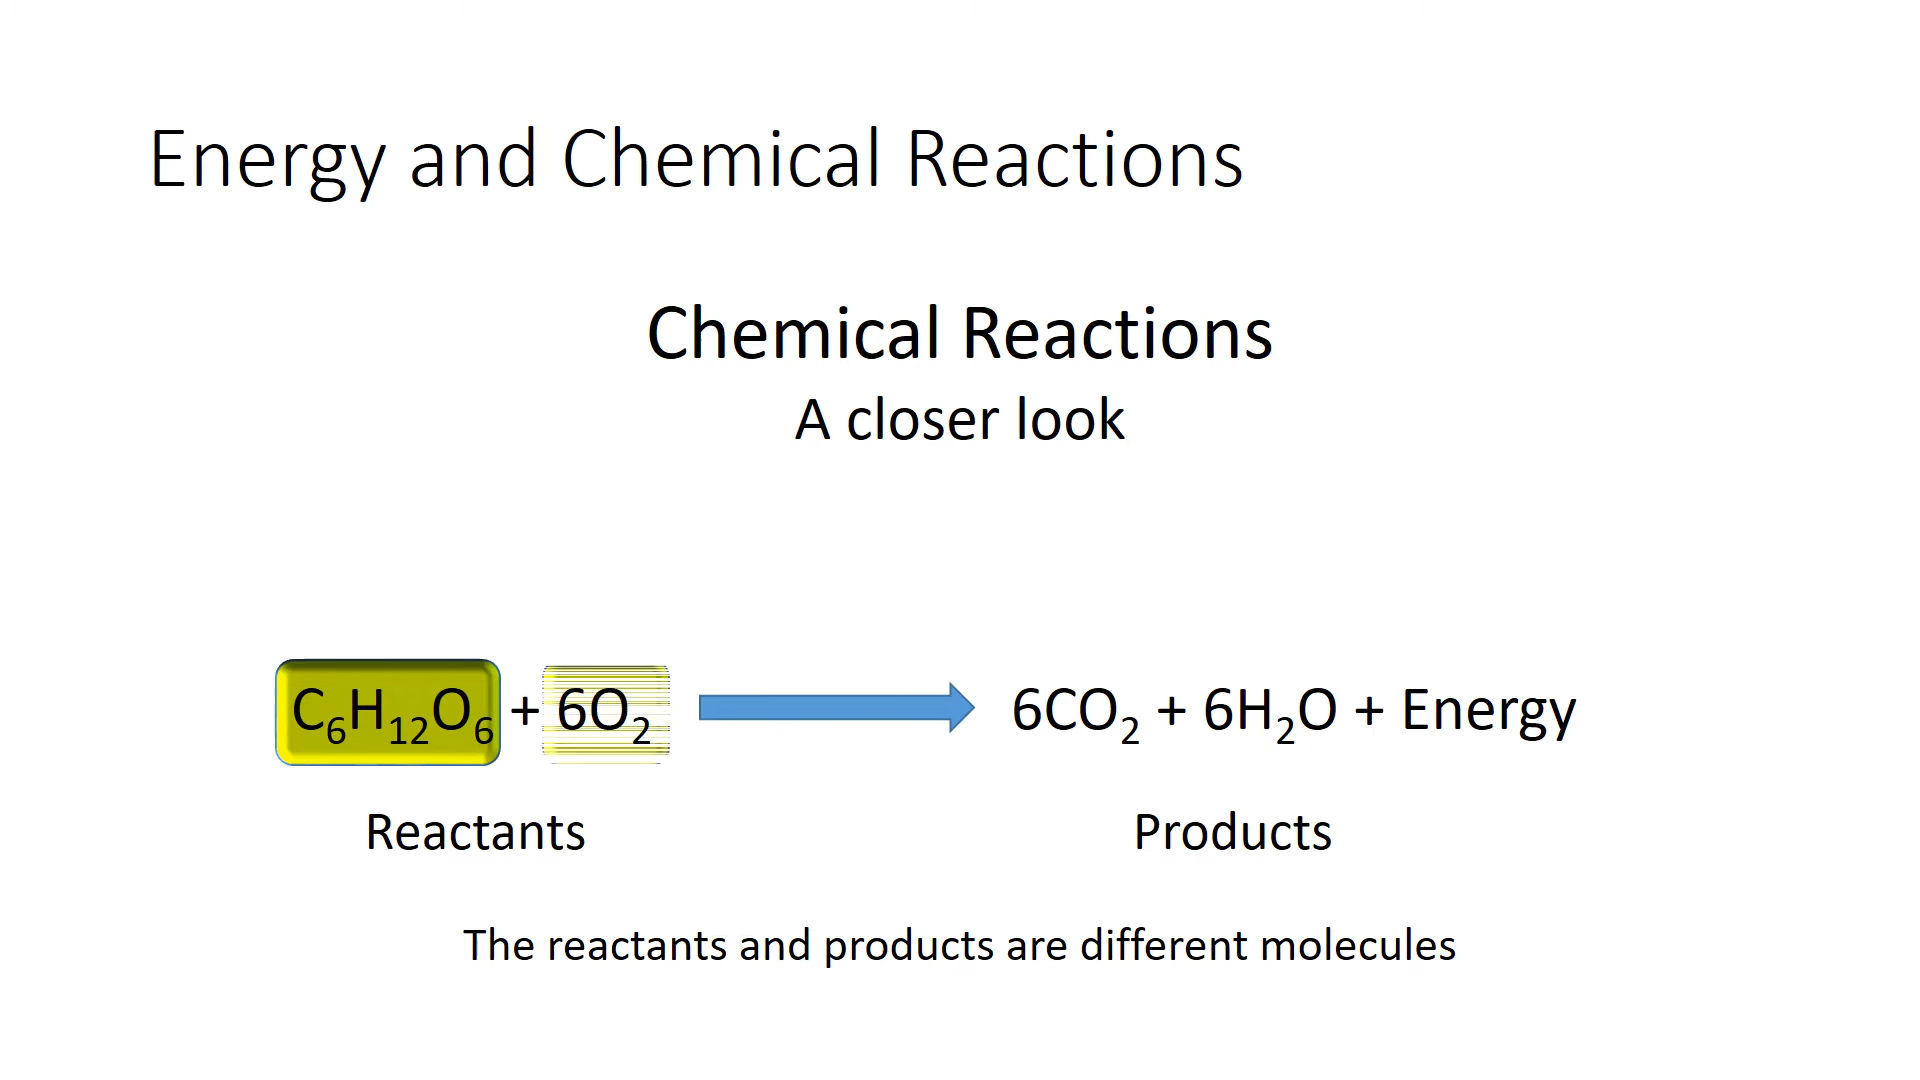 Energy and Chemical Reactions
Chemical Reactions
A closer look
C₆H₁₂O₆ + 6O₂ 6CO₂ + 6H₂O + Energy
Reactants Products
The reactants and products are different molecules